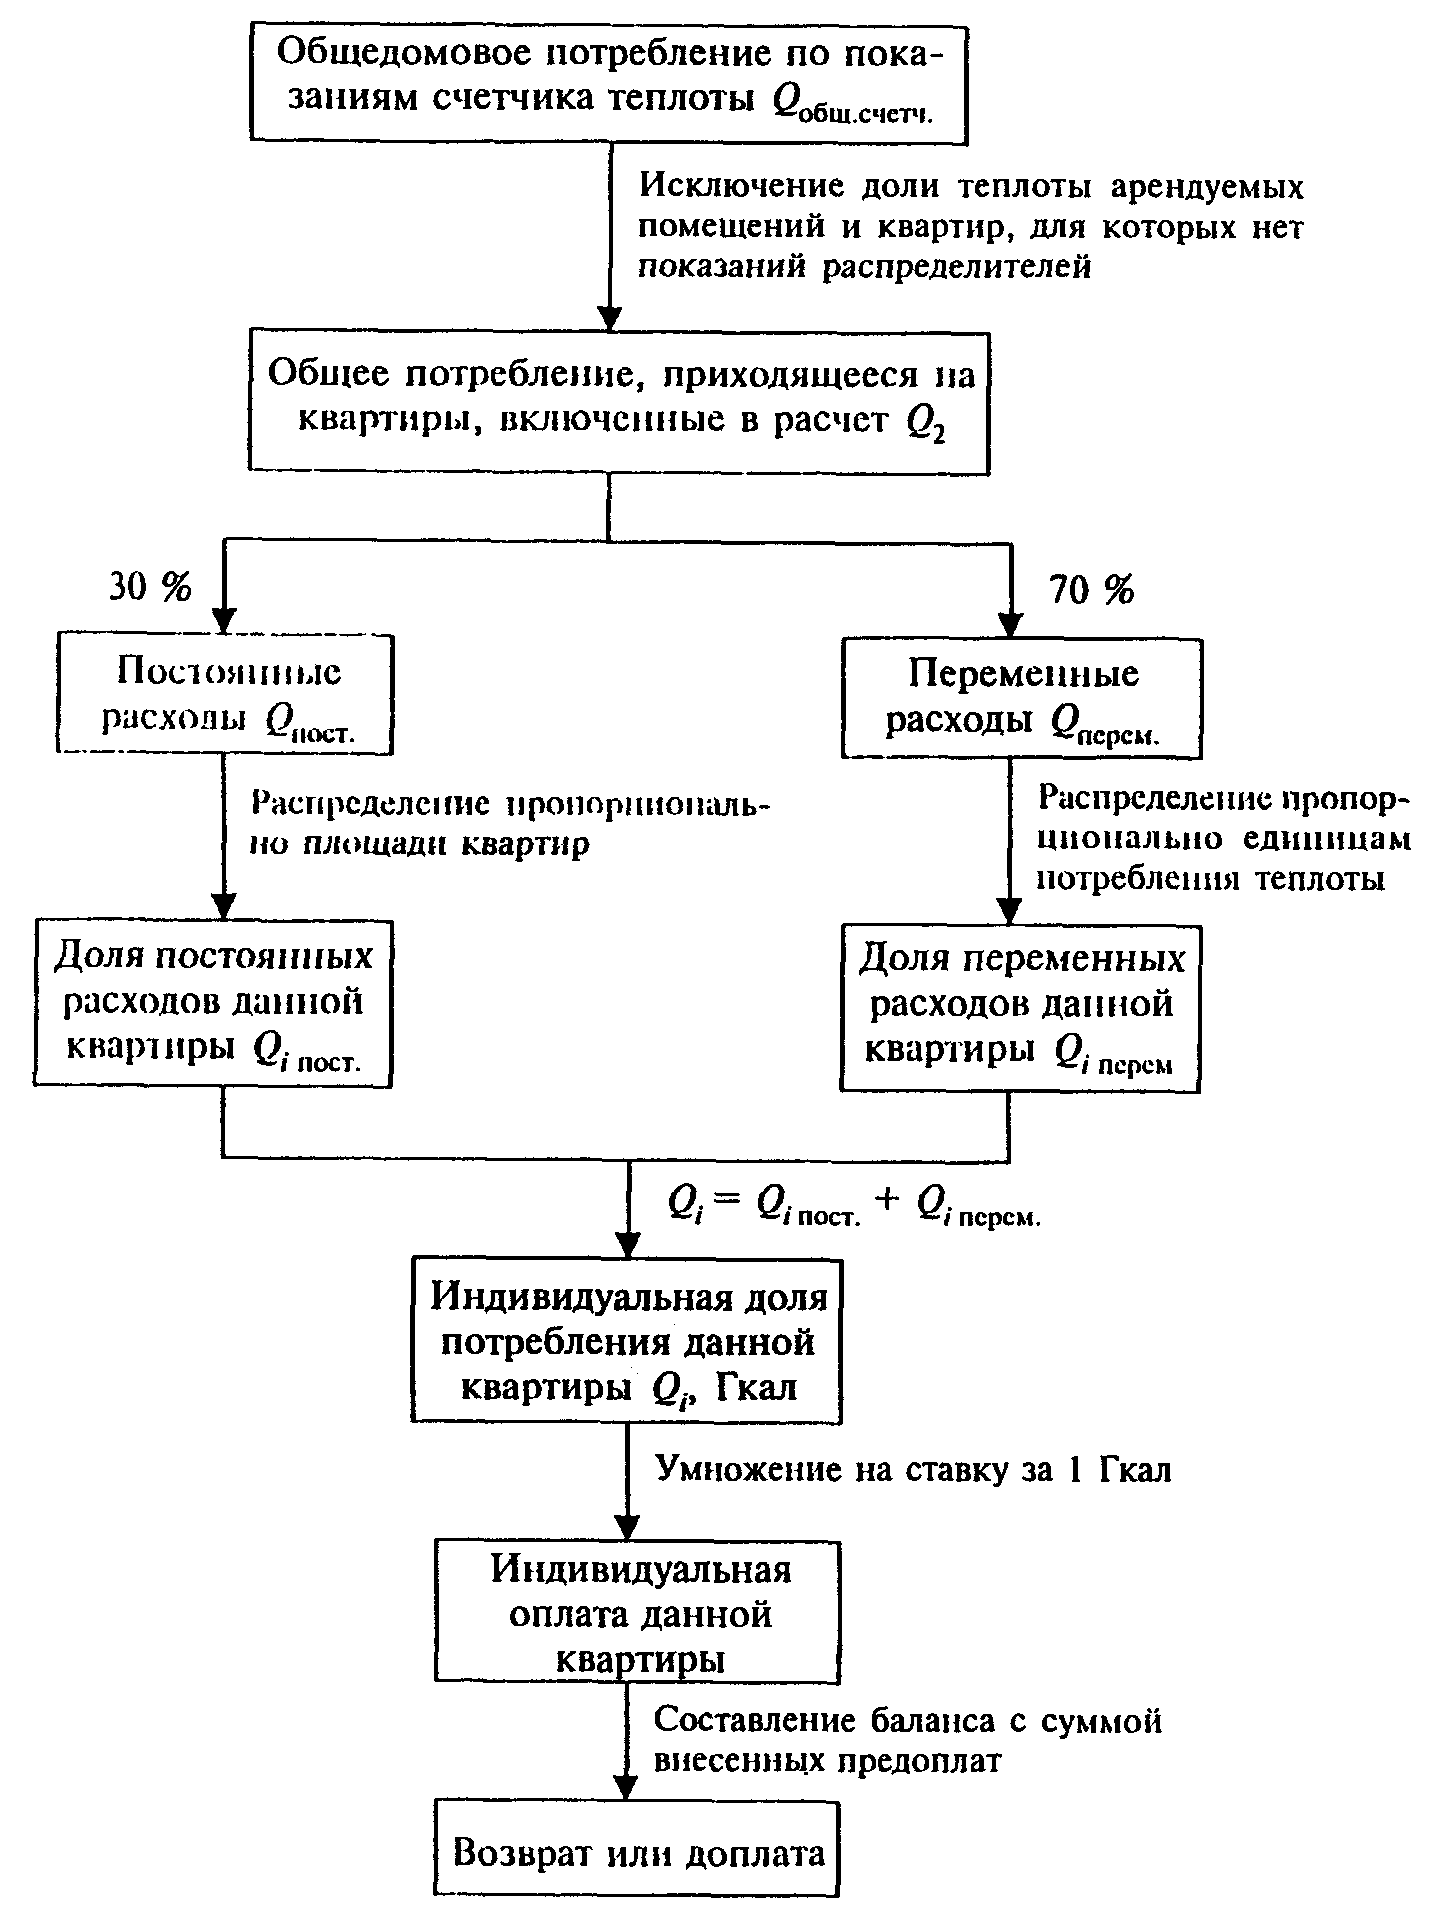 Общедомовое потребление по пока-
заниям счетчика теплоты Qобщ.счетч.
Исключение доли теплоты арендуемых
помещений и квартир, для которых нет
показаний распределителей
Общее потребление, приходящееся на
квартиры, включенные в расчет Q2
30 %
70 %
Постоянные
расходы Qпост.
Переменные
расходы Qперем.
Распределение пропорциональ-
но площади квартир
Распределение пропор-
ционально единицам
потребления теплоты
Доля постоянных
расходов данной
квартиры Qi пост.
Доля переменных
расходов данной
квартиры Qi перем
Qi = Qi пост. + Qi перем.
Индивидуальная доля
потребления данной
квартиры Qi, Гкал
Умножение на ставку за 1 Гкал
Индивидуальная
оплата данной
квартиры
Составление баланса с суммой
внесенных предоплат
Возврат или доплата